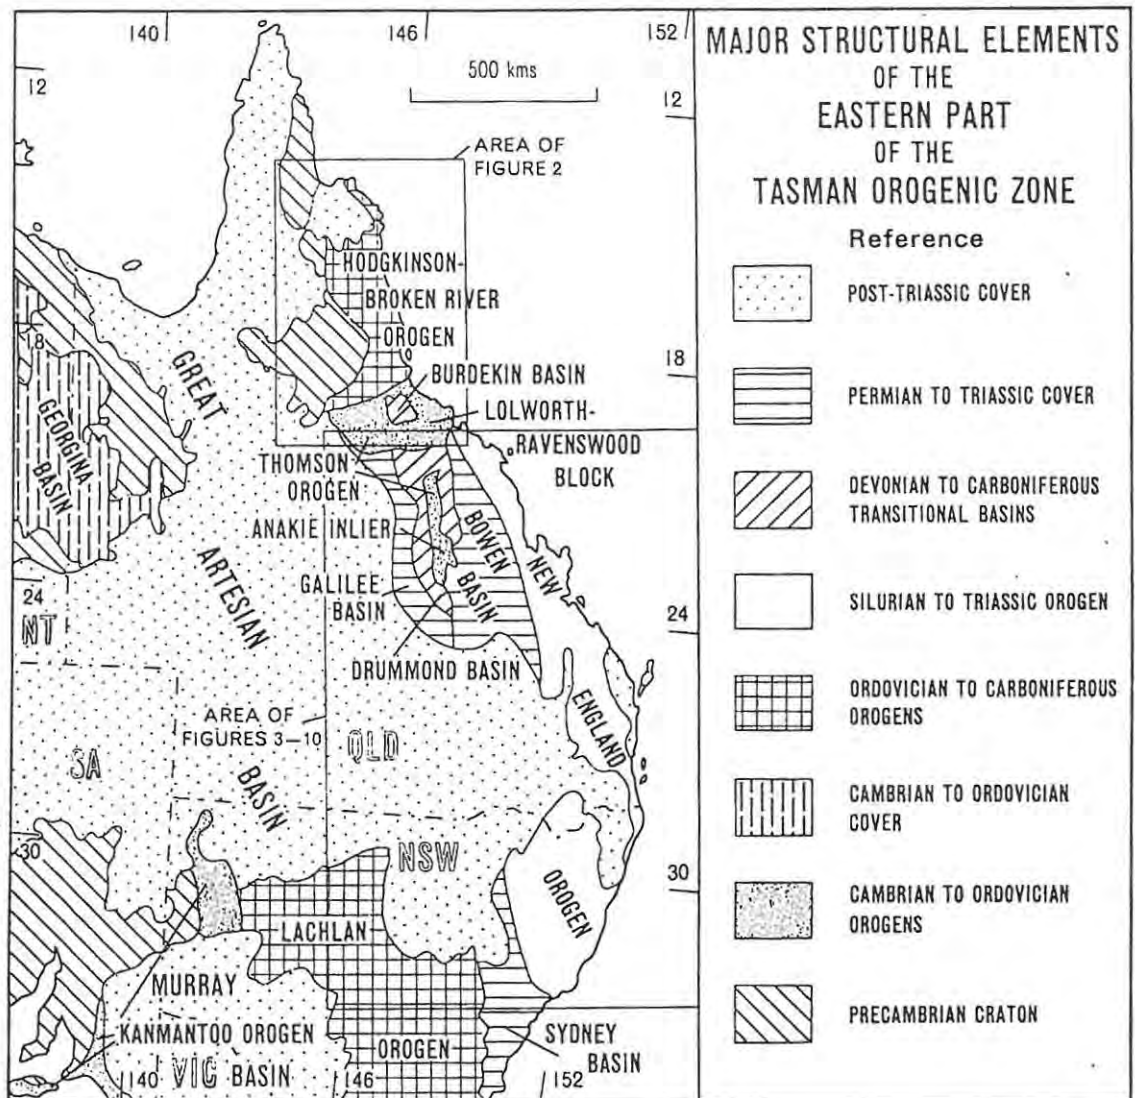 140
146
152
12
500 kms
12
AREA OF
FIGURE 2
HODGKINSON-
BROKEN RIVER
OROGEN
18
GREAT
18
BURDEKIN BASIN
LOLWORTH-
RAVENSWOOD
BLOCK
GEORGINA
BASIN
THOMSON
OROGEN
ANAKIE INLIER
BOWEN
BASIN
NEW
ARTESIAN
GALILEE
BASIN
24
24
NT
DRUMMOND BASIN
ENGLAND
AREA OF
FIGURES 3–10
QLD
SA
BASIN
NSW
30
30
OROGEN
LACHLAN
MURRAY
KANMANTOO OROGEN
OROGEN
SYDNEY
BASIN
140
VIC BASIN
146
152
MAJOR STRUCTURAL ELEMENTS
OF THE
EASTERN PART
OF THE
TASMAN OROGENIC ZONE
Reference
POST-TRIASSIC COVER
PERMIAN TO TRIASSIC COVER
DEVONIAN TO CARBONIFEROUS
TRANSITIONAL BASINS
SILURIAN TO TRIASSIC OROGEN
ORDOVICIAN TO CARBONIFEROUS
OROGENS
CAMBRIAN TO ORDOVICIAN
COVER
CAMBRIAN TO ORDOVICIAN
OROGENS
PRECAMBRIAN CRATON